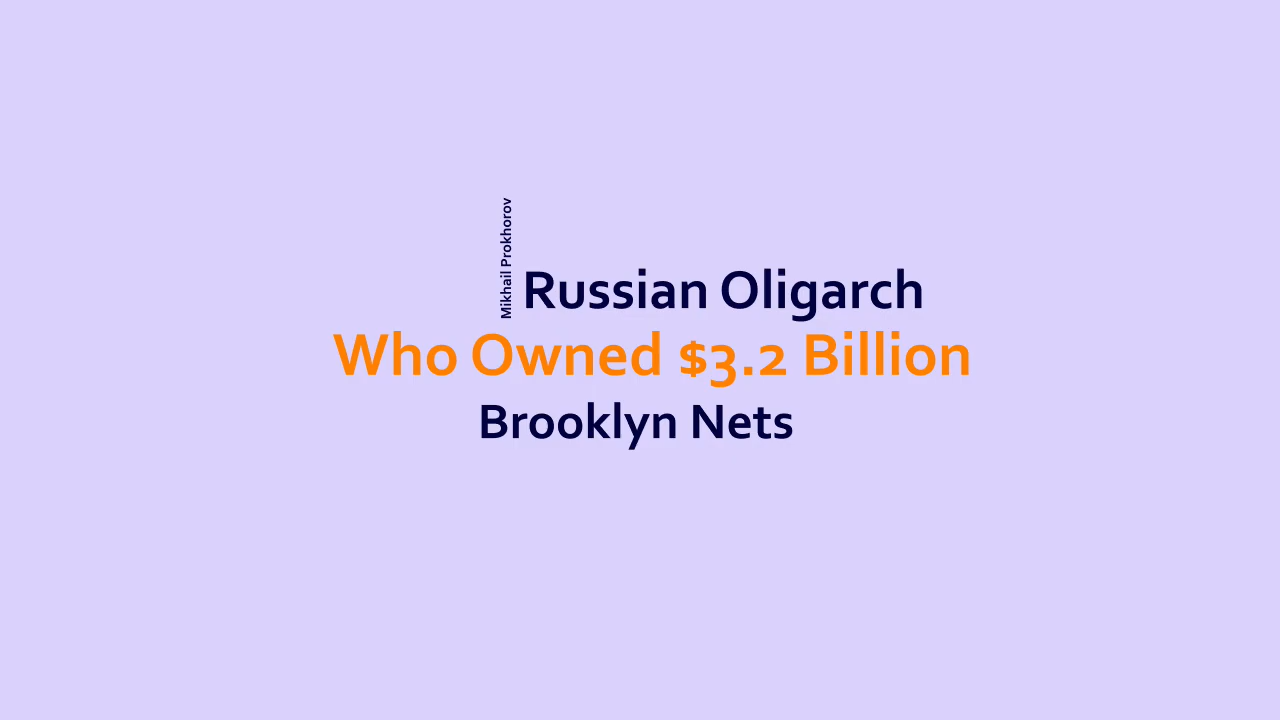 Mikhail Prokhorov
Russian Oligarch
Who Owned $3.2 Billion
Brooklyn Nets